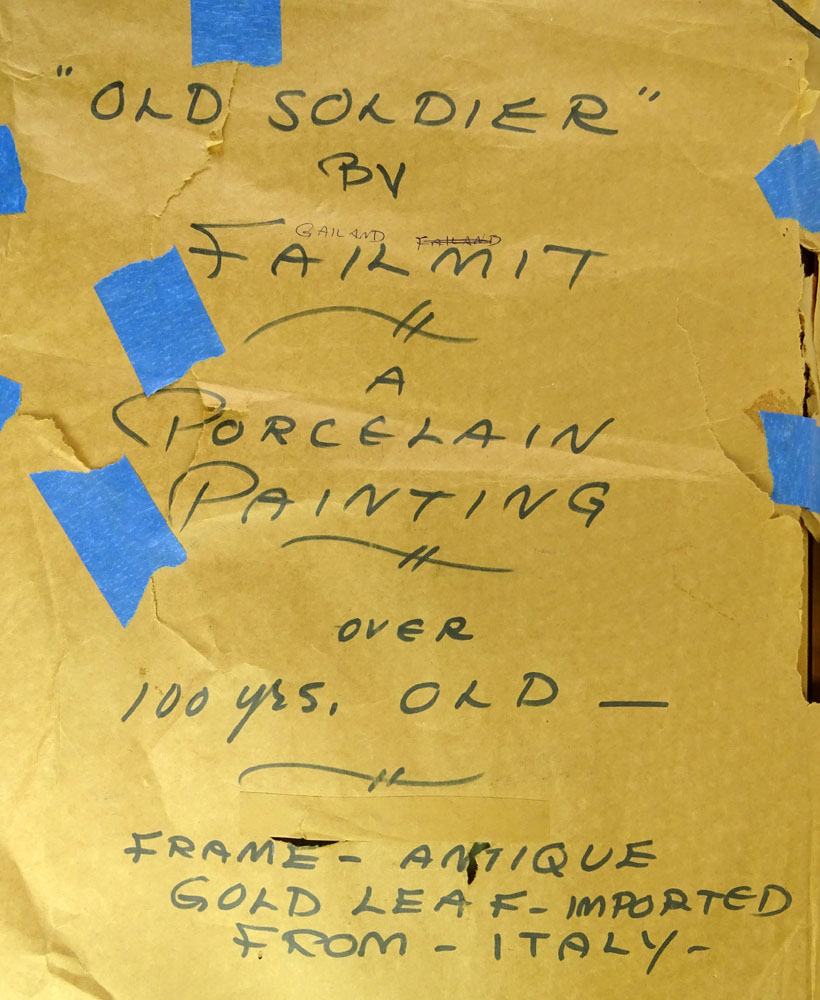 "OLD SOLDIER"
BY
GAILAND FAILAND
FAILMIT
A
PORCELAIN
PAINTING
OVER
100 yrs. OLD —
FRAME - ANTIQUE
GOLD LEAF - IMPORTED
FROM - ITALY -